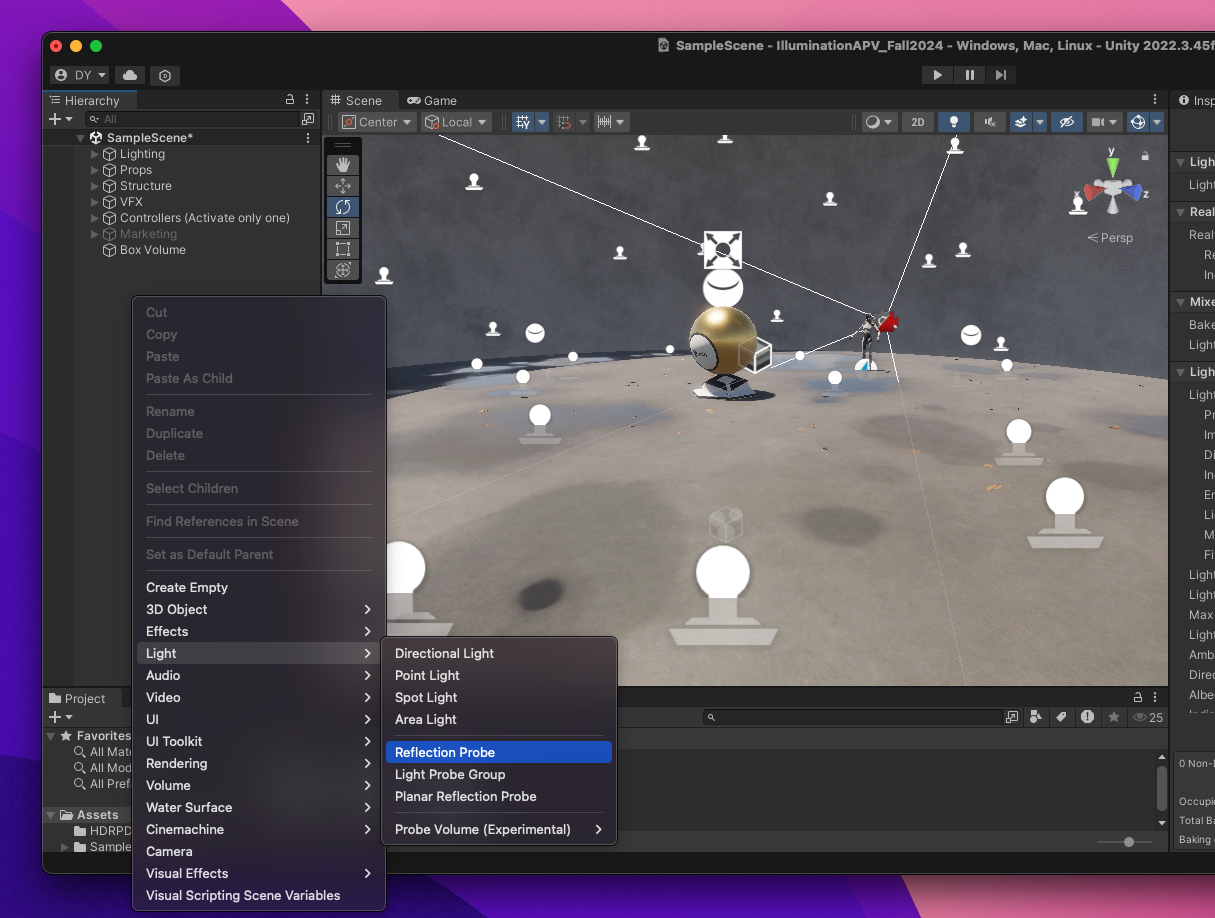 SampleScene - IlluminationAPV_Fall2024 - Windows, Mac, Linux - Unity 2022.3.45f
DY
Hierarchy
All
SampleScene*
Lighting
Props
Structure
VFX
Controllers (Activate only one)
Marketing
Box Volume
Scene
Game
Center
Local
2D
y
x
z
Persp
Insp
Ligh
Light
Real
Realt
Re
In
Mixe
Bake
Light
Ligh
Light
Pr
Im
Di
In
En
Li
M
Fi
Light
Light
Max
Light
Amb
Direc
Albe
Cut
Copy
Paste
Paste As Child
Rename
Duplicate
Delete
Select Children
Find References in Scene
Set as Default Parent
Create Empty
3D Object
Effects
Light
Audio
Video
UI
UI Toolkit
Rendering
Volume
Water Surface
Cinemachine
Camera
Visual Effects
Visual Scripting Scene Variables
Directional Light
Point Light
Spot Light
Area Light
Reflection Probe
Light Probe Group
Planar Reflection Probe
Probe Volume (Experimental)
Project
Favorites
All Mate
All Mod
All Pref
Assets
HDRPD
Sample
25
0 Non-
Occupie
Total Ba
Baking